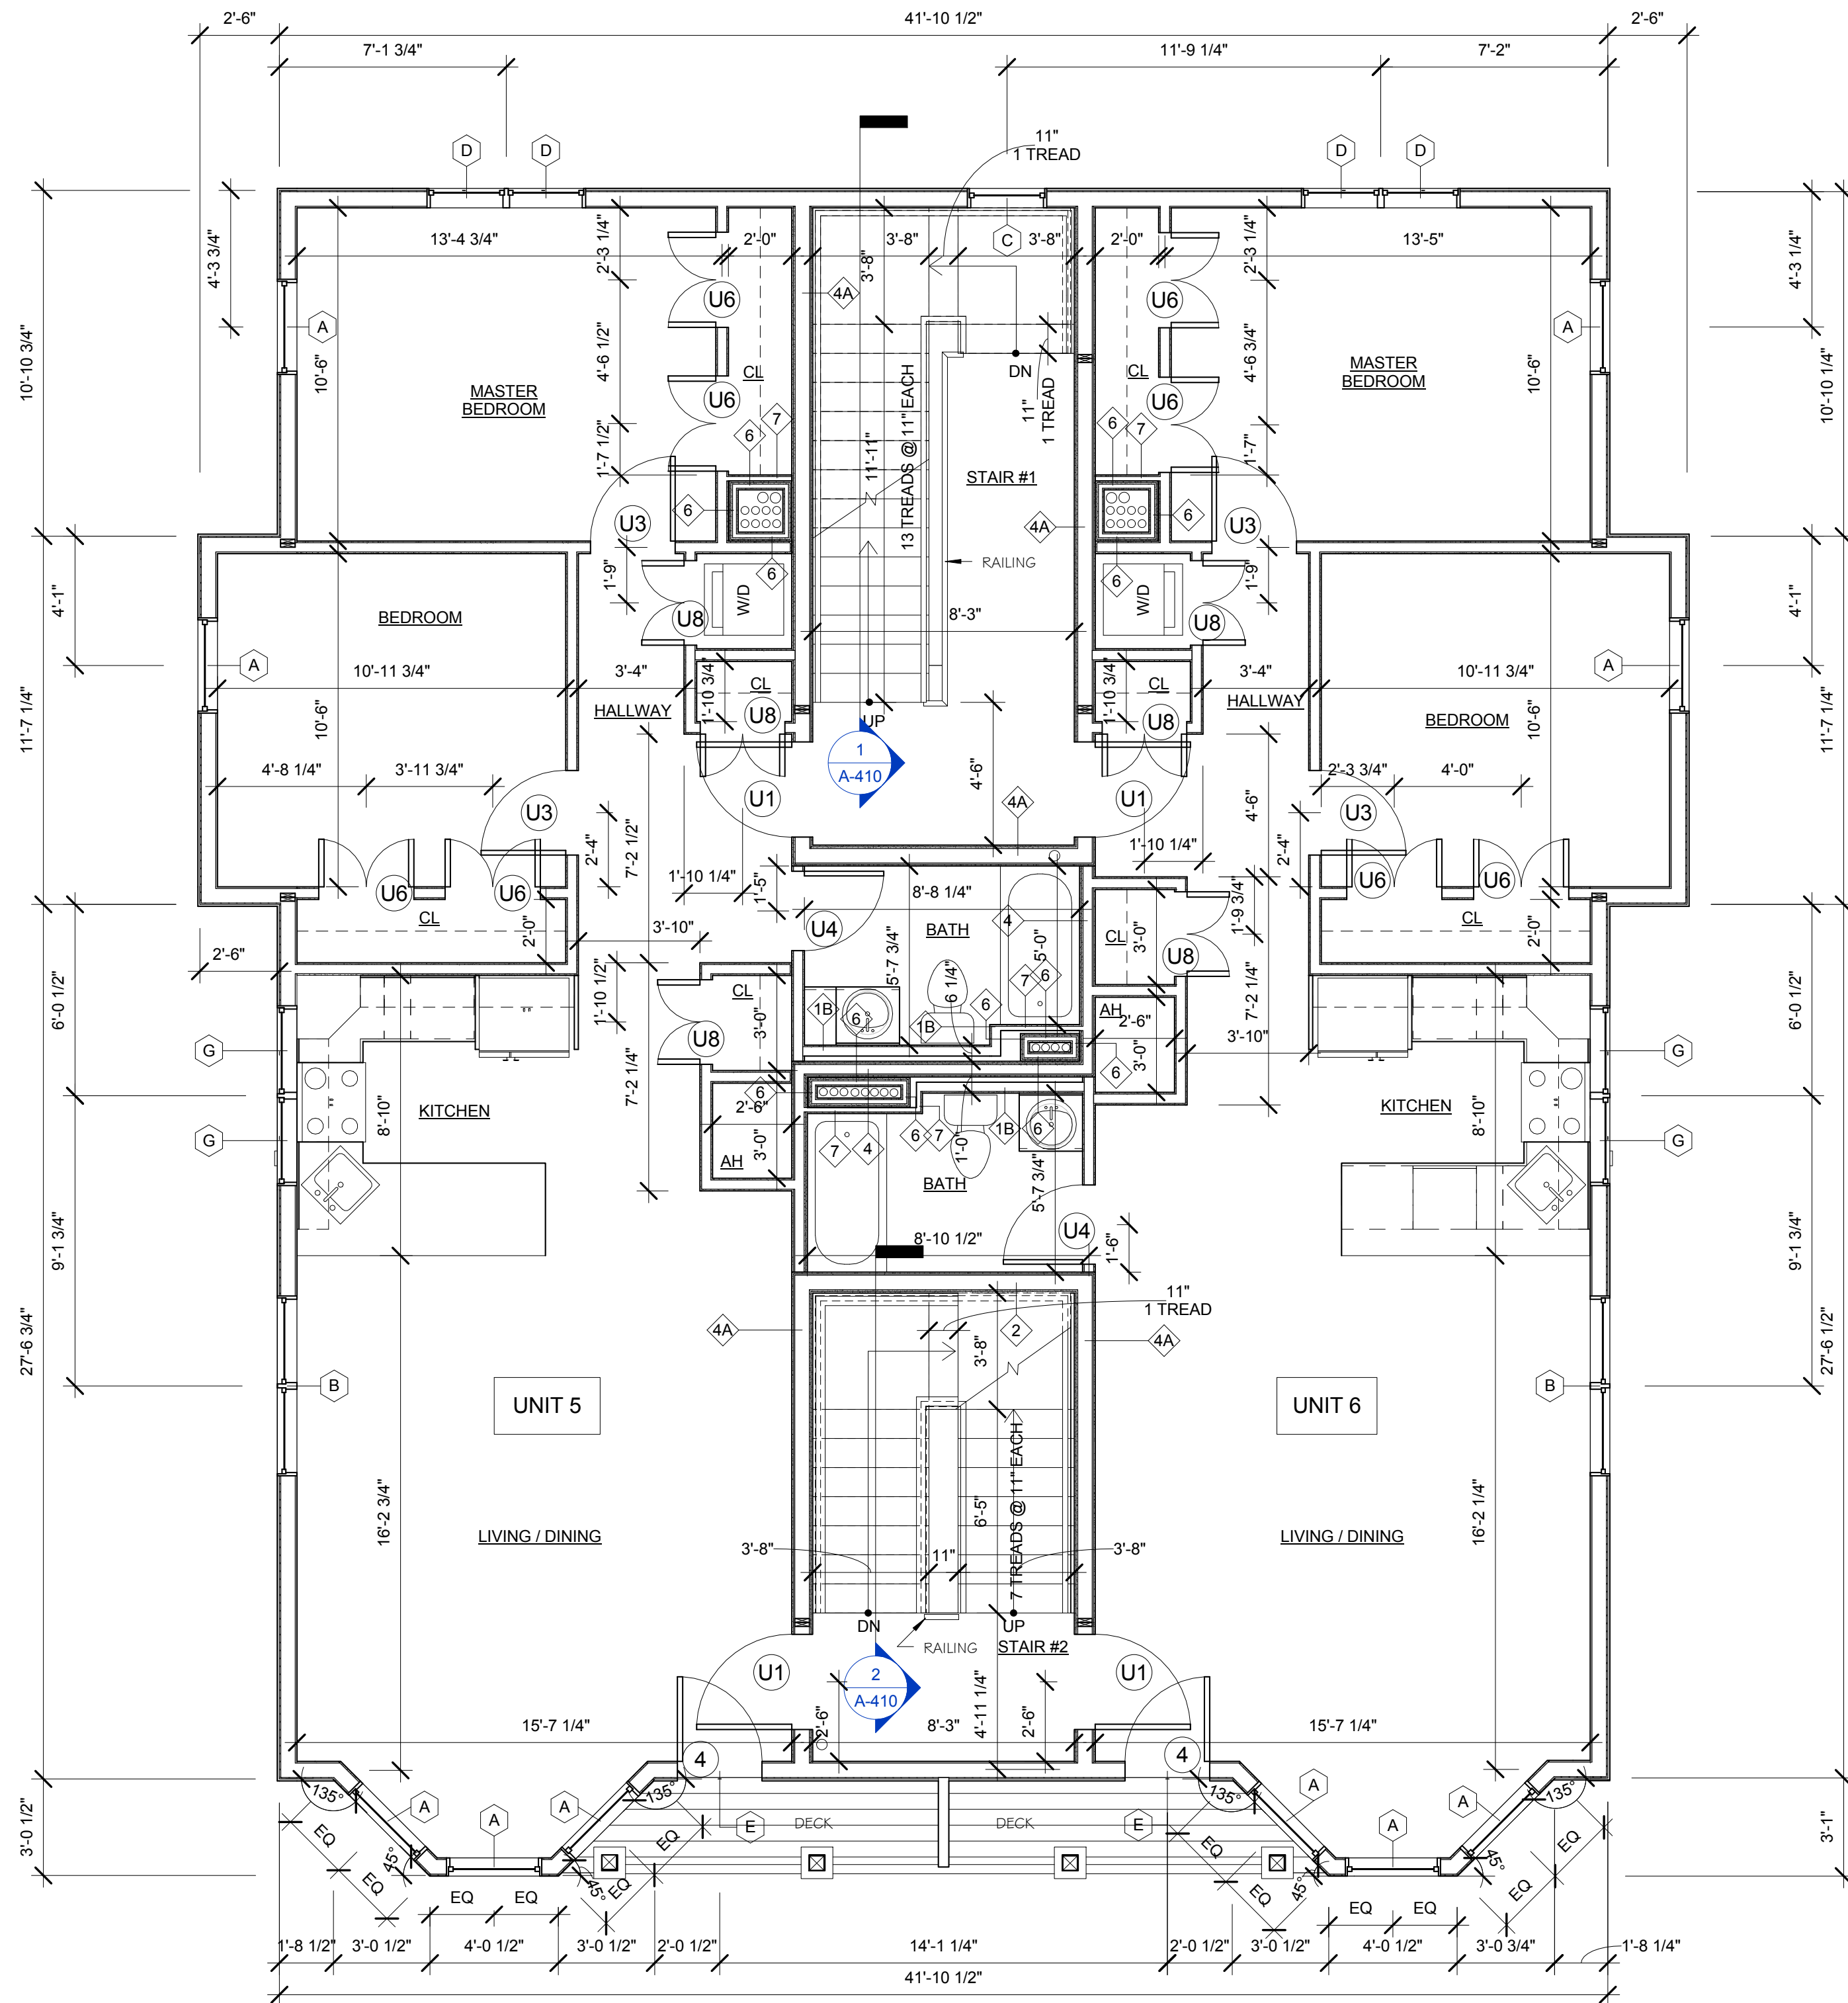 2'-6"
41'-10 1/2"
2'-6"
7'-1 3/4"
11'-9 1/4"
7'-2"
11"
1 TREAD
D
D
D
D
C
4'-3 3/4"
10'-10 3/4"
13'-4 3/4"
2'-3 1/4"
2'-0"
3'-8"
3'-8"
3'-8"
2'-0"
2'-3 1/4"
13'-5"
4'-3 1/4"
10'-10 1/4"
4A
U6
U6
A
A
10'-6"
4'-6 1/2"
MASTER
BEDROOM
CL
DN
CL
4'-6 3/4"
MASTER
BEDROOM
10'-6"
U6
U6
6
7
6
7
1'-7 1/2"
11'-11"
13 TREADS @ 11" EACH
11"
1 TREAD
1'-7"
STAIR #1
U3
6
4A
6
U3
RAILING
4'-1"
1'-9"
6
6
1'-9"
4'-1"
W/D
W/D
BEDROOM
U8
8'-3"
U8
A
A
10'-11 3/4"
3'-4"
CL
1'-10 3/4"
1'-10 3/4"
CL
3'-4"
10'-11 3/4"
HALLWAY
HALLWAY
U8
U8
UP
BEDROOM
11'-7 1/4"
10'-6"
10'-6"
11'-7 1/4"
1
A-410
4'-8 1/4"
3'-11 3/4"
4'-6"
2'-3 3/4"
4'-0"
U3
U1
4A
U1
4'-6"
U3
2'-4"
7'-2 1/2"
1'-10 1/4"
2'-4"
U6
U6
1'-10 1/4"
1'-5"
8'-8 1/4"
U6
U6
CL
2'-0"
3'-10"
U4
BATH
4
CL
3'-0"
1'-9 3/4"
U8
CL
2'-0"
2'-6"
5'-7 3/4"
5'-0"
1'-10 1/2"
CL
3'-0"
6 1/4"
7
6
7'-2 1/4"
6'-0 1/2"
6'-0 1/2"
1B
6
1B
6
AH
2'-6"
3'-0"
3'-10"
G
U8
G
6
6
KITCHEN
8'-10"
7'-2 1/4"
2'-6"
3'-0"
KITCHEN
8'-10"
G
G
AH
7
4
6
7
1'-0"
1B
6
BATH
5'-7 3/4"
9'-1 3/4"
8'-10 1/2"
U4
1'-6"
9'-1 3/4"
11"
1 TREAD
4A
2
4A
3'-8"
27'-6 3/4"
B
B
27'-6 1/2"
UNIT 5
UNIT 6
16'-2 3/4"
6'-5"
7 TREADS @ 11" EACH
16'-2 1/4"
LIVING / DINING
LIVING / DINING
3'-8"
11"
3'-8"
DN
UP
RAILING
STAIR #2
U1
2
A-410
U1
15'-7 1/4"
2'-6"
8'-3"
4'-11 1/4"
2'-6"
15'-7 1/4"
4
4
135°
135°
135°
135°
A
A
A
A
A
A
3'-0 1/2"
3'-1"
E
DECK
DECK
E
EQ
EQ
45°
45°
EQ
EQ
EQ
EQ
EQ
EQ
45°
45°
EQ
EQ
EQ
EQ
1'-8 1/2"
3'-0 1/2"
4'-0 1/2"
3'-0 1/2"
2'-0 1/2"
14'-1 1/4"
2'-0 1/2"
3'-0 1/2"
4'-0 1/2"
3'-0 3/4"
1'-8 1/4"
41'-10 1/2"